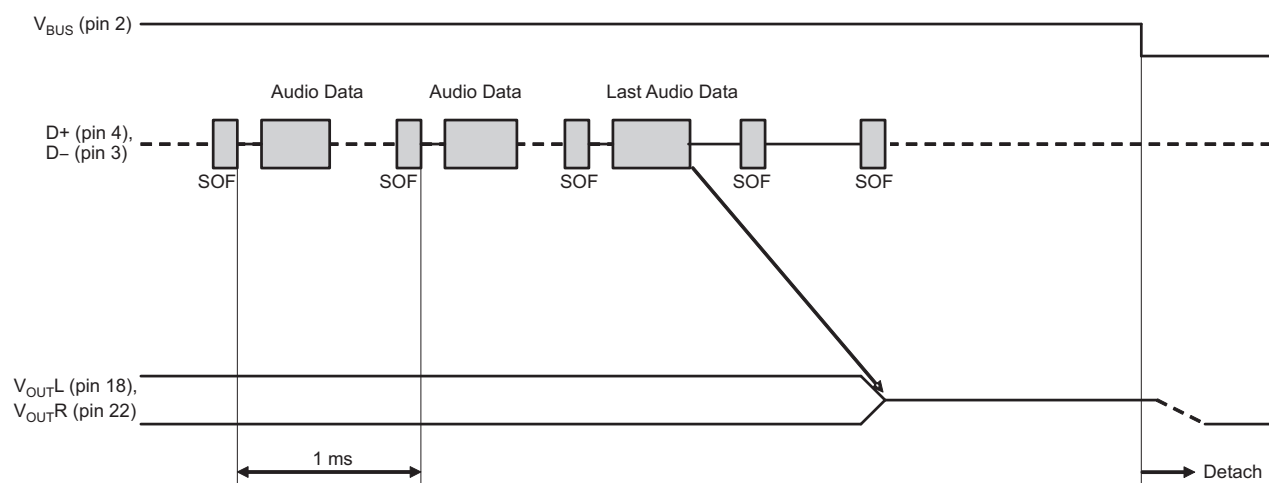 VBUS (pin 2)
Audio Data
Audio Data
Last Audio Data
D+ (pin 4),
D− (pin 3)
SOF
SOF
SOF
SOF
SOF
VOUTL (pin 18),
VOUTR (pin 22)
1 ms
Detach